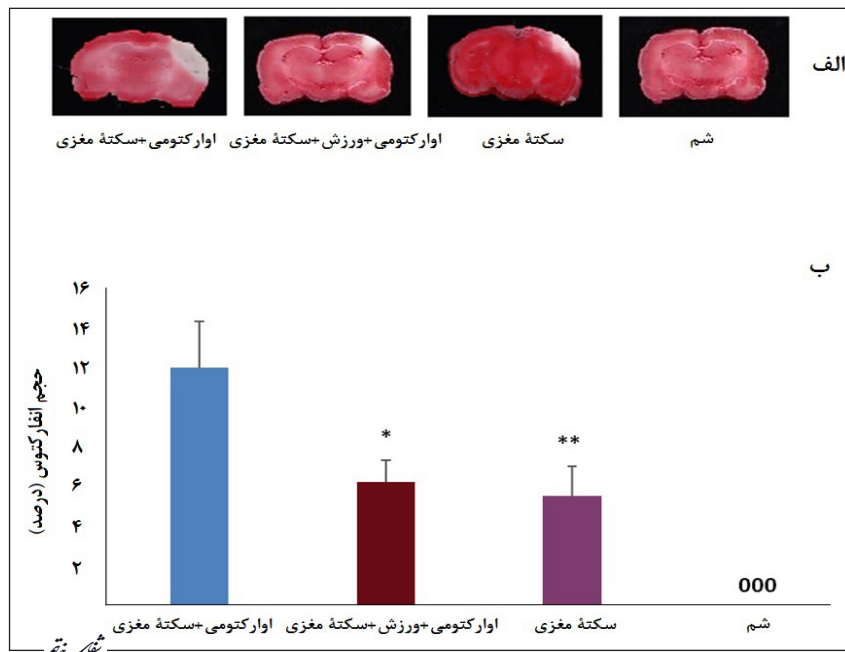 الف
شم سکتهٔ مغزی اوارکتومی+ورزش+سکتهٔ مغزی اوارکتومی+سکتهٔ مغزی
ب
حجم انفارکتوس (درصد)
۱۶
۱۴
۱۲
۱۰
۸
۶
۴
۲
*
**
000
اوارکتومی+سکتهٔ مغزی اوارکتومی+ورزش+سکتهٔ مغزی سکتهٔ مغزی شم